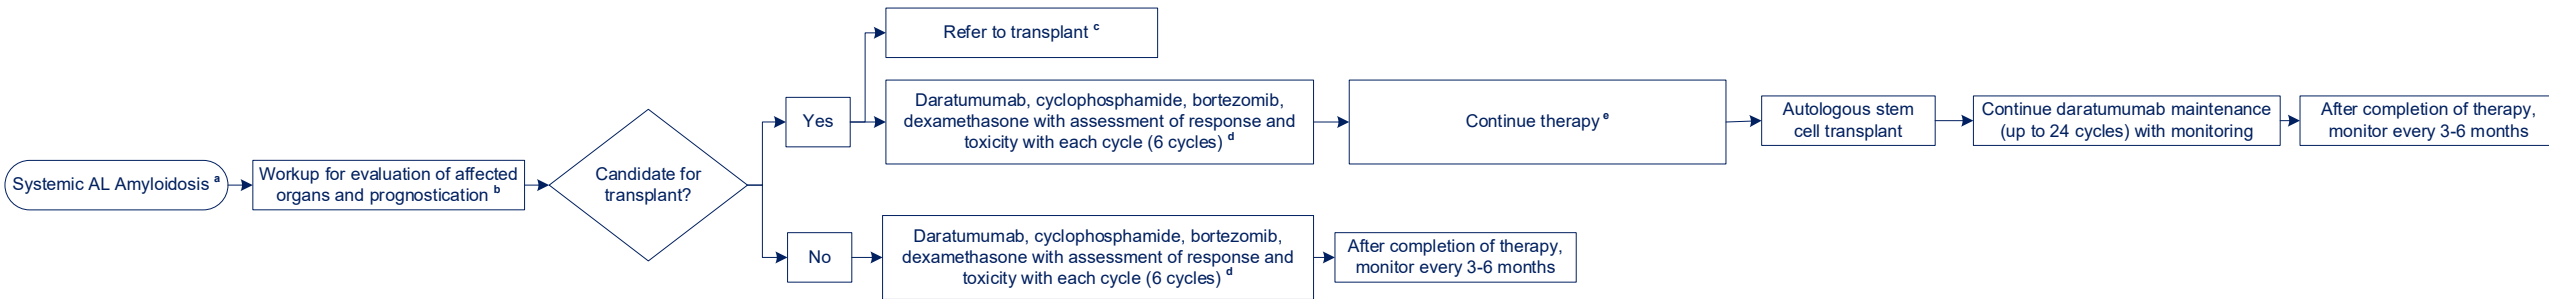 Systemic AL Amyloidosis a
Workup for evaluation of affected
organs and prognostication b
Candidate for
transplant?
Yes
Refer to transplant c
Daratumumab, cyclophosphamide, bortezomib,
dexamethasone with assessment of response and
toxicity with each cycle (6 cycles) d
Continue therapy e
Autologous stem
cell transplant
Continue daratumumab maintenance
(up to 24 cycles) with monitoring
After completion of therapy,
monitor every 3-6 months
No
Daratumumab, cyclophosphamide, bortezomib,
dexamethasone with assessment of response and
toxicity with each cycle (6 cycles) d
After completion of therapy,
monitor every 3-6 months